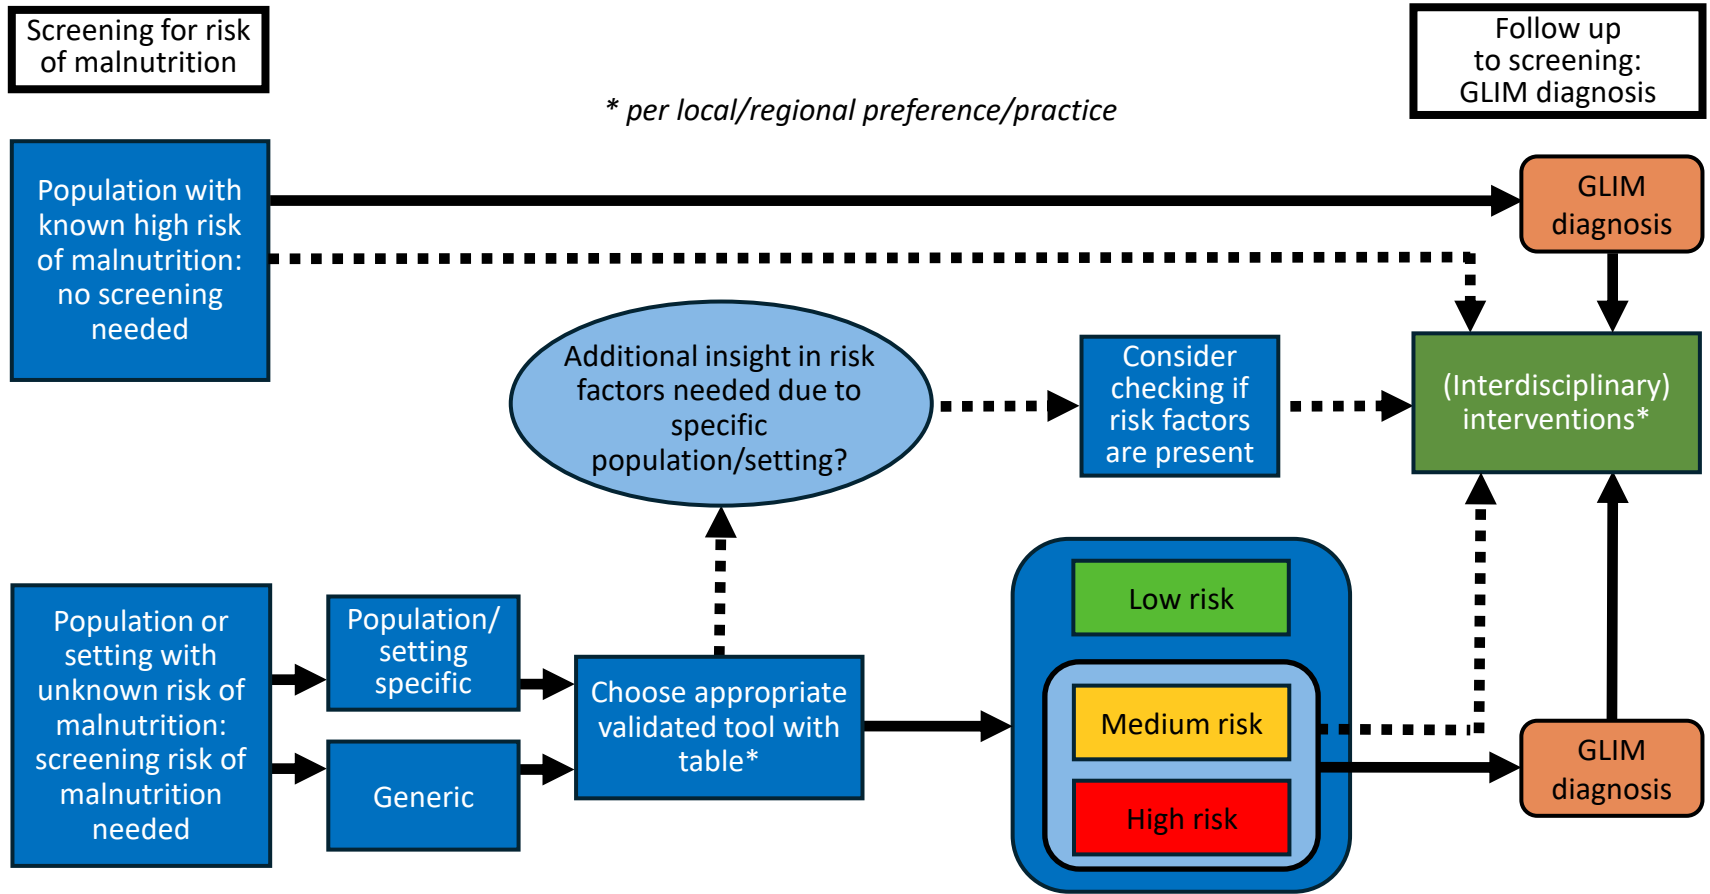 Screening for risk
of malnutrition
Follow up
to screening:
GLIM diagnosis
* per local/regional preference/practice
Population with
known high risk
of malnutrition:
no screening
needed
GLIM
diagnosis
Additional insight in risk
factors needed due to
specific
population/setting?
Consider
checking if
risk factors
are present
(Interdisciplinary)
interventions*
Population or
setting with
unknown risk of
malnutrition:
screening risk of
malnutrition
needed
Population/
setting
specific
Generic
Choose appropriate
validated tool with
table*
Low risk
Medium risk
High risk
GLIM
diagnosis